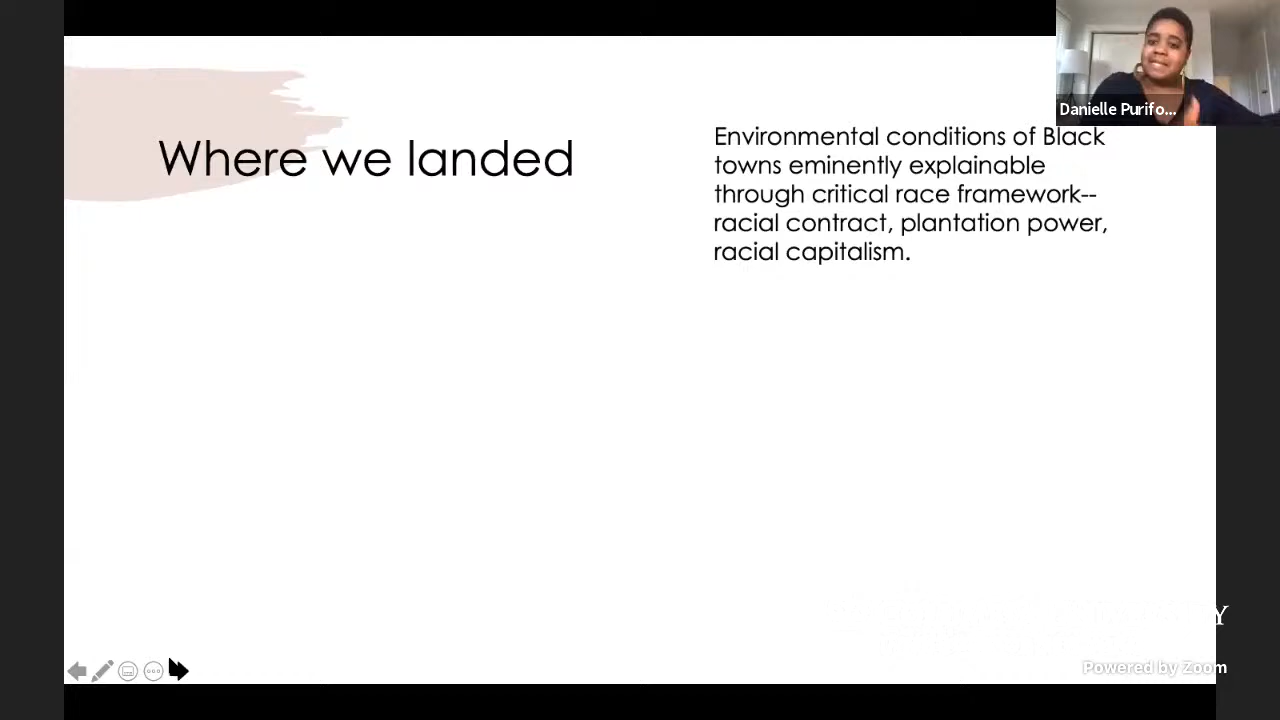 Where we landed
Environmental conditions of Black
towns eminently explainable
through critical race framework--
racial contract, plantation power,
racial capitalism.
Danielle Purifo...
Y
Powered by Zoom